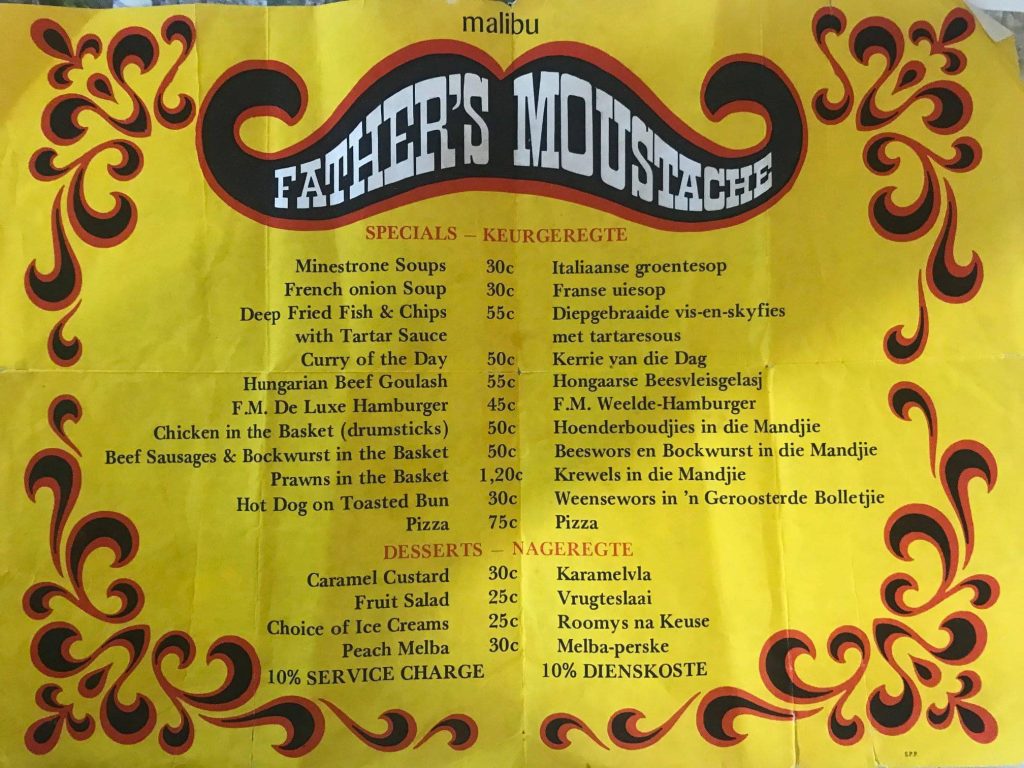 malibu
FATHER'S MOUSTACHE
SPECIALS – KEURGEREGTE
Minestrone Soups 30c Italiaanse groentesop
French onion Soup 30c Franse uiesop
Deep Fried Fish & Chips 55c Diepgebraaide vis-en-skyfies
with Tartar Sauce met tartaresous
Curry of the Day 50c Kerrie van die Dag
Hungarian Beef Goulash 55c Hongaarse Beesvleisgelasj
F.M. De Luxe Hamburger 45c F.M. Weelde-Hamburger
Chicken in the Basket (drumsticks) 50c Hoenderboudjies in die Mandjie
Beef Sausages & Bockwurst in the Basket 50c Beeswors en Bockwurst in die Mandjie
Prawns in the Basket 1,20c Krewels in die Mandjie
Hot Dog on Toasted Bun 30c Weensewors in 'n Geroosterde Bolletjie
Pizza 75c Pizza
DESSERTS – NAGEREGTE
Caramel Custard 30c Karamelvla
Fruit Salad 25c Vrugteslaai
Choice of Ice Creams 25c Roomys na Keuse
Peach Melba 30c Melba-perske
10% SERVICE CHARGE 10% DIENSKOSTE